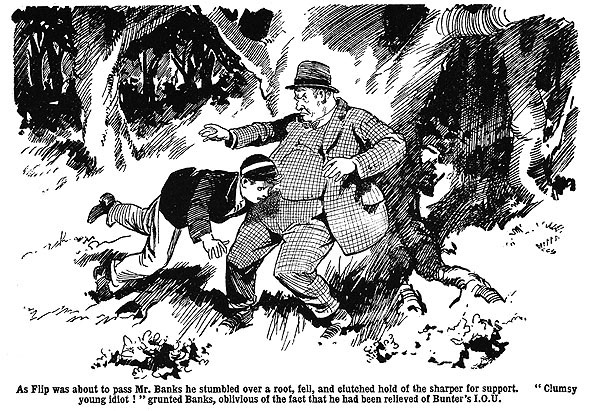 As Flip was about to pass Mr. Banks he stumbled over a root, fell, and clutched hold of the sharper for support. " Clumsy
young idiot ! " grunted Banks, oblivious of the fact that he had been relieved of Bunter's I.O.U.